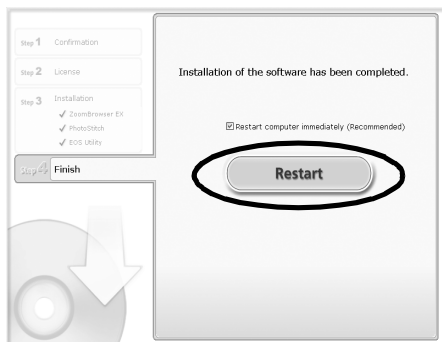 Step 1 Confirmation
Step 2 License
Step 3 Installation
ZoomBrowser EX
PhotoStitch
EOS Utility
Step 4 Finish
Installation of the software has been completed.
Restart computer immediately (Recommended)
Restart